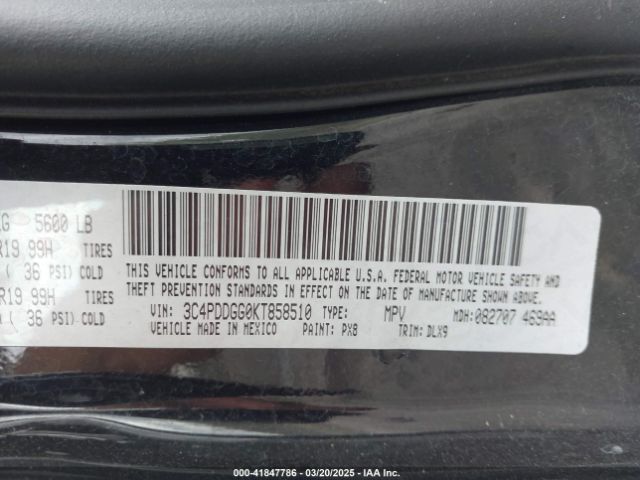 G 5600 LB
R19 99H TIRES
( 36 PSI) COLD
R19 99H TIRES
( 36 PSI) COLD
THIS VEHICLE CONFORMS TO ALL APPLICABLE U.S.A. FEDERAL MOTOR VEHICLE SAFETY AND
THEFT PREVENTION STANDARDS IN EFFECT ON THE DATE OF MANUFACTURE SHOWN ABOVE.
VIN: 3C4PDDGG0KT858510 TYPE: MPV MDH: 082707 469AA
VEHICLE MADE IN MEXICO PAINT: PX8 TRIM: DLX9
000-41847786 - 03/20/2025 - IAA Inc.